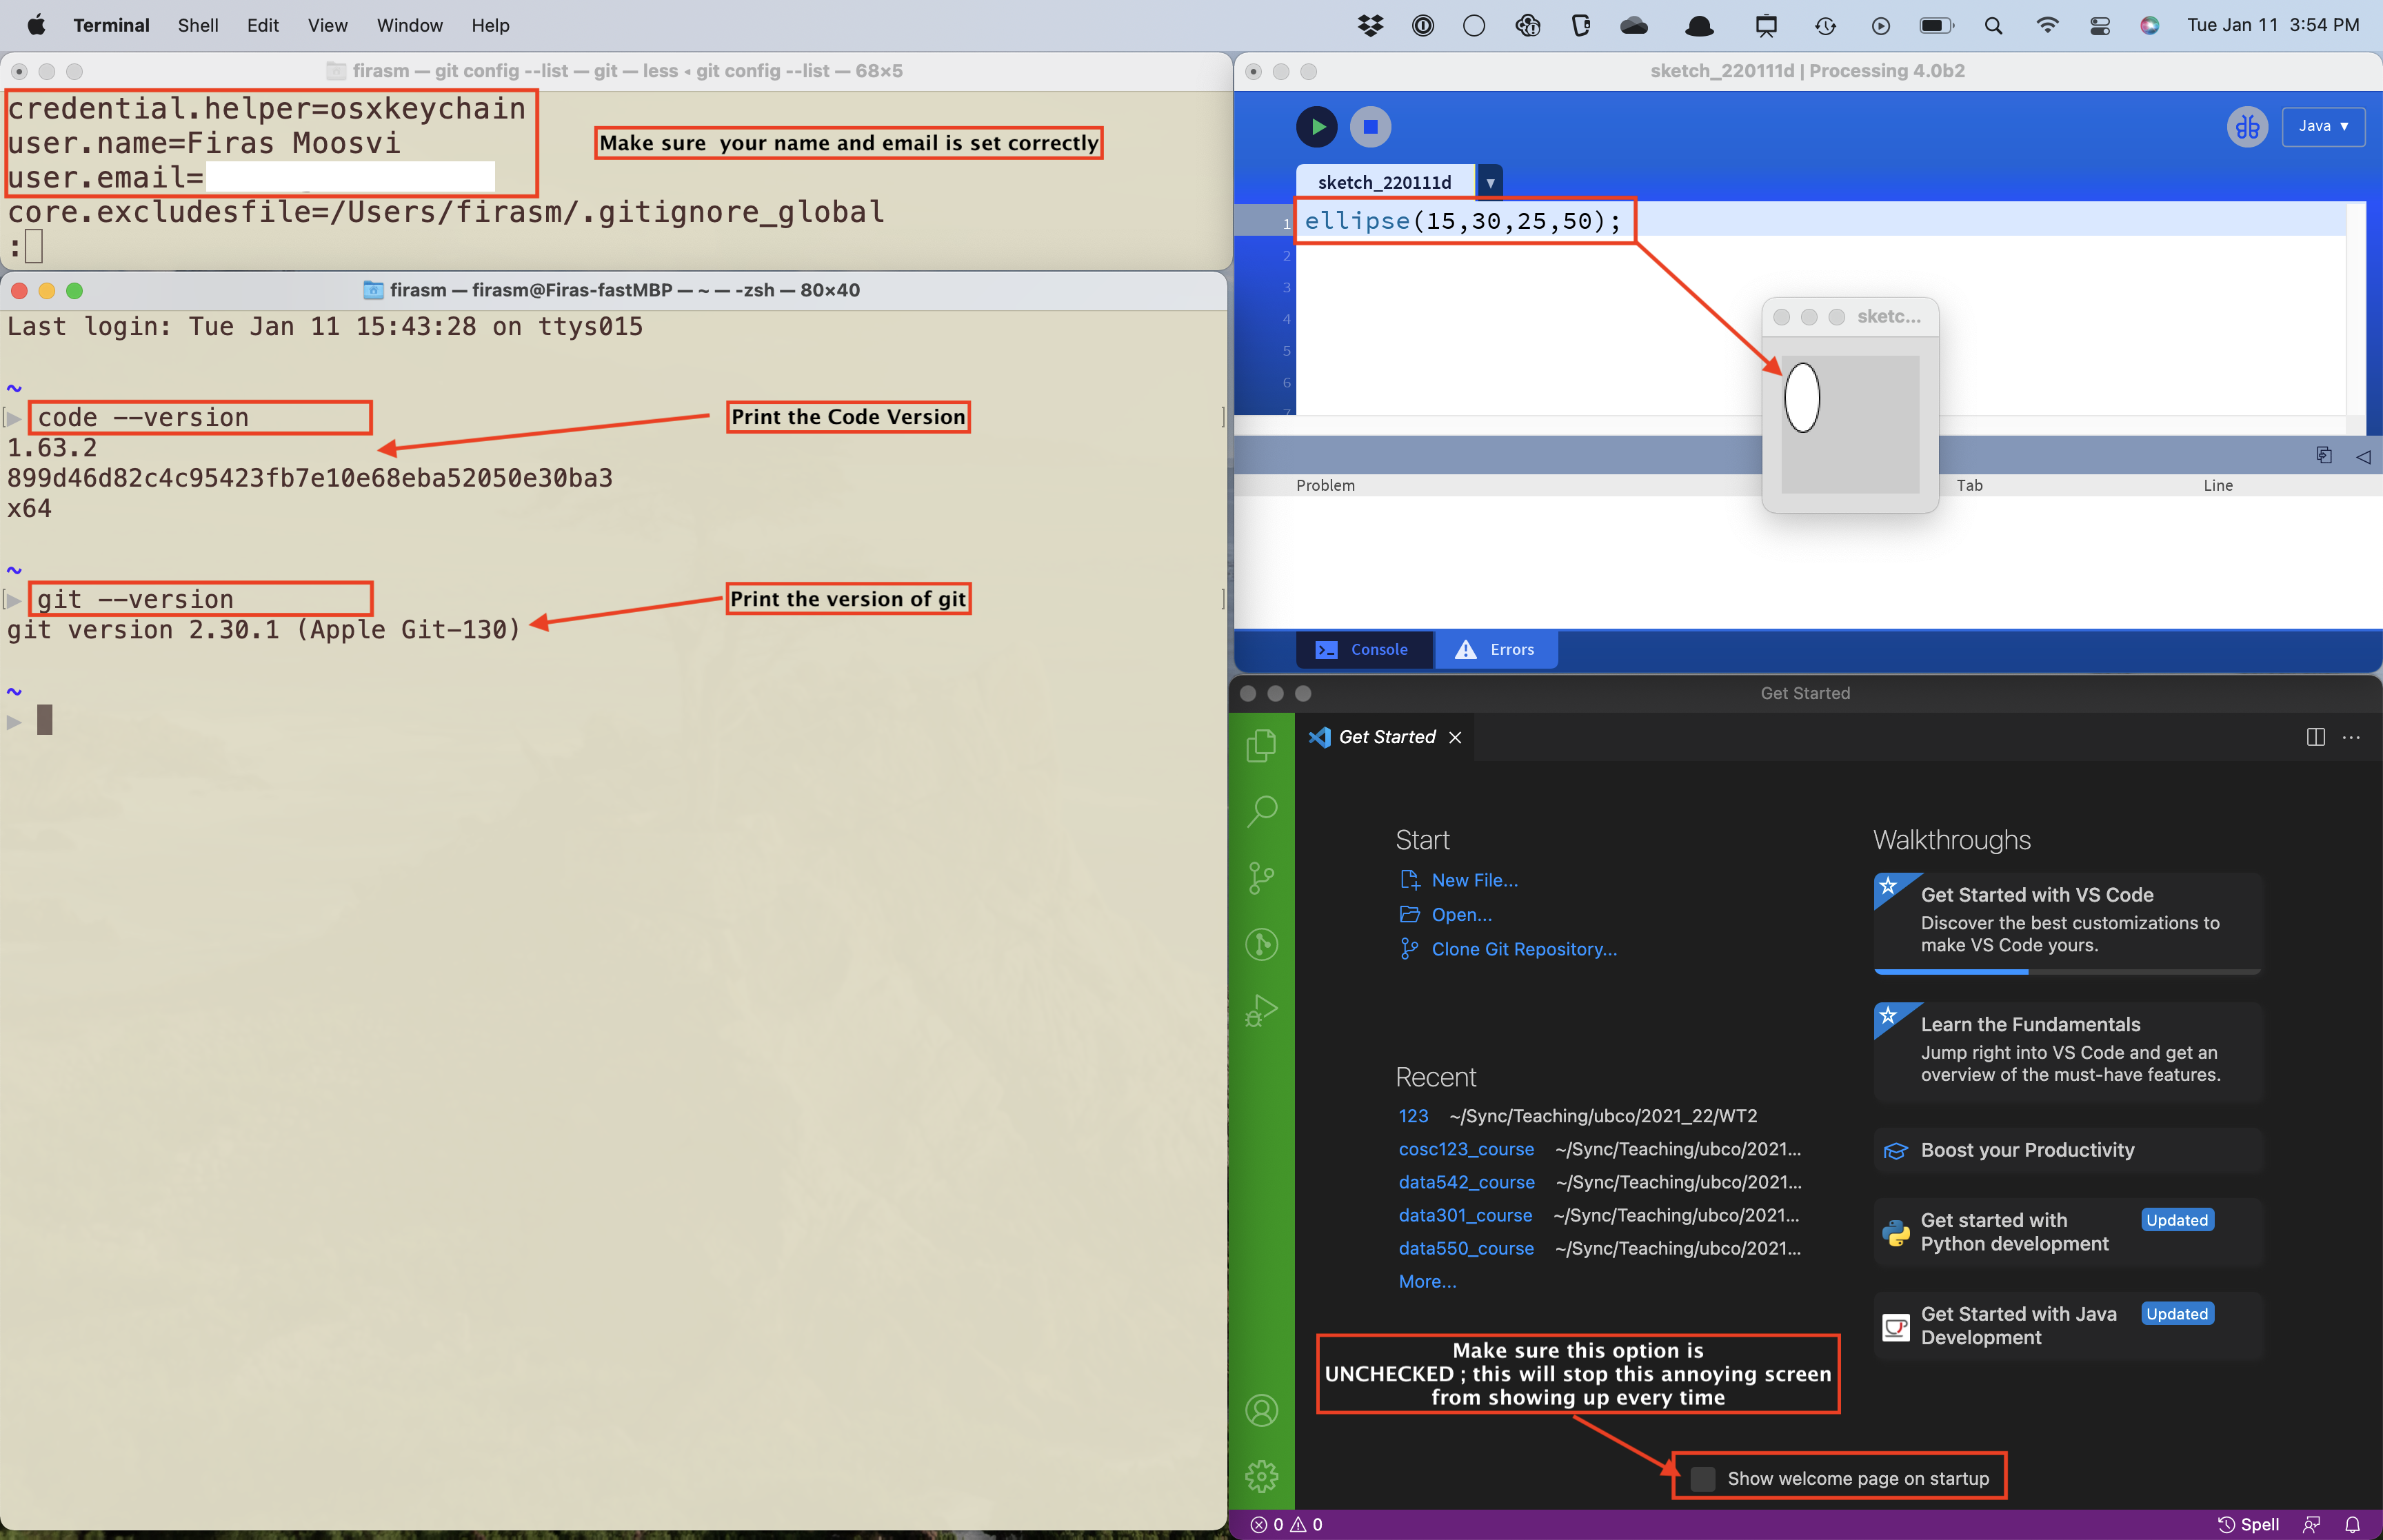 Terminal Shell Edit View Window Help Tue Jan 11 3:54 PM
firasm — git config --list — git — less ◂ git config --list — 68×5
credential.helper=osxkeychain
user.name=Firas Moosvi
user.email=
core.excludesfile=/Users/firasm/.gitignore_global
:
Make sure your name and email is set correctly
firasm — firasm@Firas-fastMBP — ~ — -zsh — 80×40
Last login: Tue Jan 11 15:43:28 on ttys015
~
code --version
Print the Code Version
1.63.2
899d46d82c4c95423fb7e10e68eba52050e30ba3
x64
~
git --version
Print the version of git
git version 2.30.1 (Apple Git-130)
~
sketch_220111d | Processing 4.0b2
Java ▾
sketch_220111d ▾
1 ellipse(15,30,25,50);
2
3
4
5
6
7
sketc...
Problem Tab Line
Console Errors
Get Started
Get Started
Start
New File...
Open...
Clone Git Repository...
Recent
123 ~/Sync/Teaching/ubco/2021_22/WT2
cosc123_course ~/Sync/Teaching/ubco/2021...
data542_course ~/Sync/Teaching/ubco/2021...
data301_course ~/Sync/Teaching/ubco/2021...
data550_course ~/Sync/Teaching/ubco/2021...
More...
Walkthroughs
Get Started with VS Code
Discover the best customizations to
make VS Code yours.
Learn the Fundamentals
Jump right into VS Code and get an
overview of the must-have features.
Boost your Productivity
Get started with Updated
Python development
Get Started with Java Updated
Development
Make sure this option is
UNCHECKED ; this will stop this annoying screen
from showing up every time
Show welcome page on startup
0 0 Spell